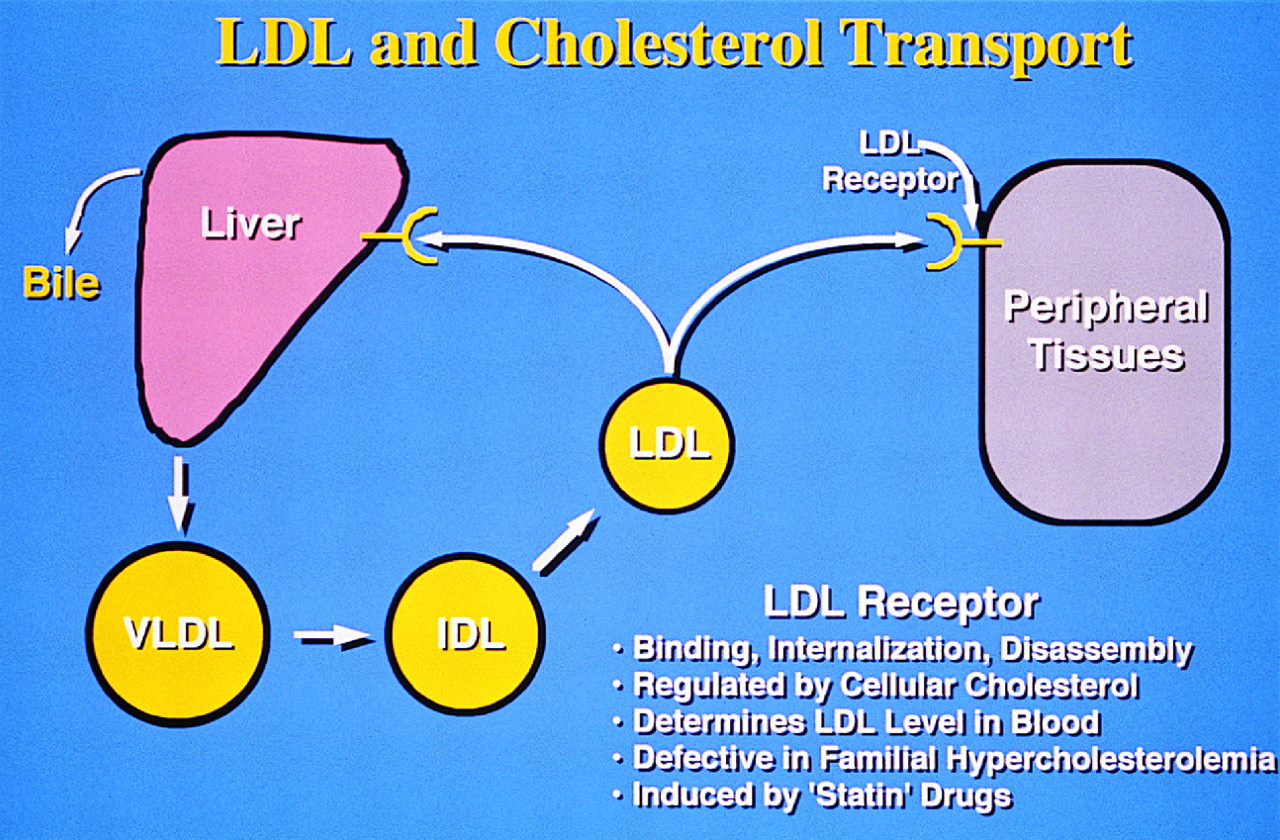 LDL and Cholesterol Transport
LDL
Receptor
Liver
Bile
Peripheral
Tissues
LDL
VLDL
IDL
LDL Receptor
• Binding, Internalization, Disassembly
• Regulated by Cellular Cholesterol
• Determines LDL Level in Blood
• Defective in Familial Hypercholesterolemia
• Induced by 'Statin' Drugs